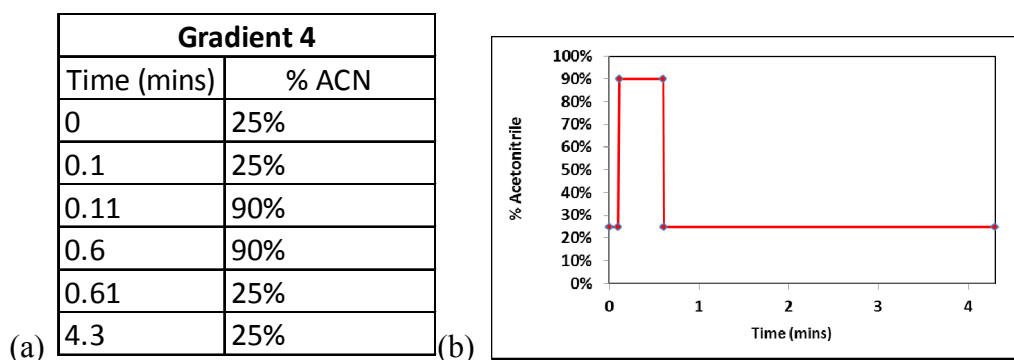 Gradient 4
Time (mins) % ACN
0 25%
0.1 25%
0.11 90%
0.6 90%
0.61 25%
4.3 25%
(a)
(b)
100%
90%
80%
70%
60%
50%
40%
30%
20%
10%
0%
% Acetonitrile
0 1 2 3 4
Time (mins)